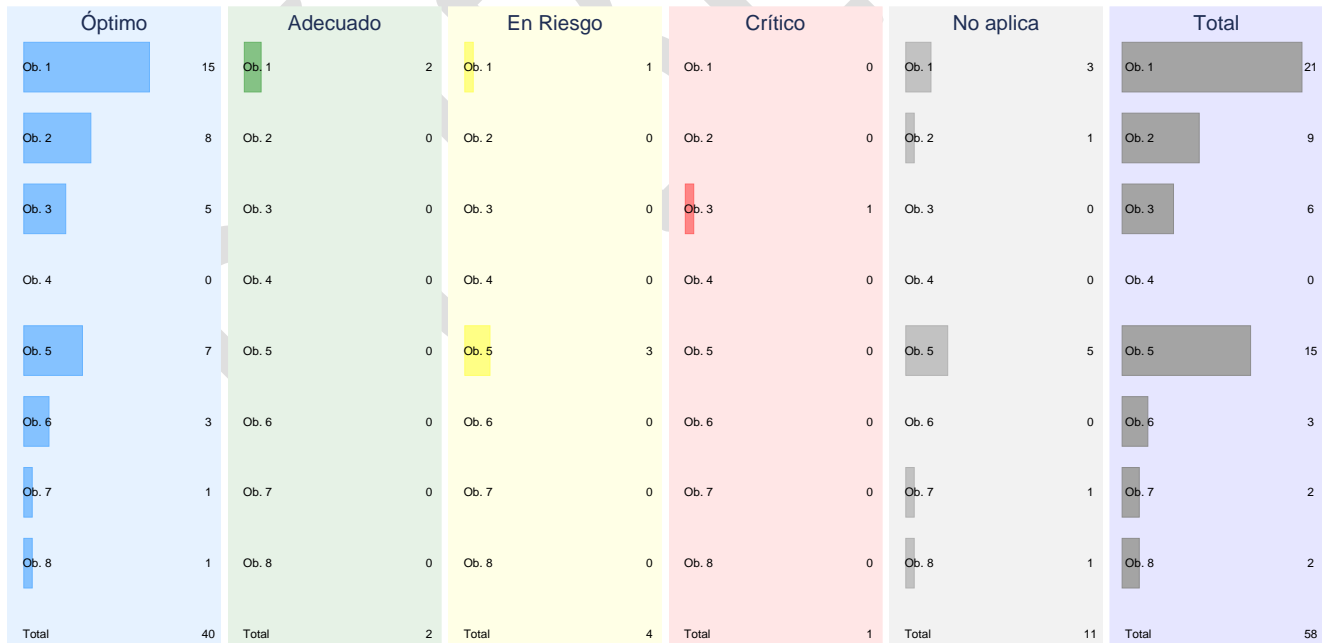 Óptimo Adecuado En Riesgo Crítico No aplica Total
Ob. 1 15 Ob. 1 2 Ob. 1 1 Ob. 1 0 Ob. 1 3 Ob. 1 21
Ob. 2 8 Ob. 2 0 Ob. 2 0 Ob. 2 0 Ob. 2 1 Ob. 2 9
Ob. 3 5 Ob. 3 0 Ob. 3 0 Ob. 3 1 Ob. 3 0 Ob. 3 6
Ob. 4 0 Ob. 4 0 Ob. 4 0 Ob. 4 0 Ob. 4 0 Ob. 4 0
Ob. 5 7 Ob. 5 0 Ob. 5 3 Ob. 5 0 Ob. 5 5 Ob. 5 15
Ob. 6 3 Ob. 6 0 Ob. 6 0 Ob. 6 0 Ob. 6 0 Ob. 6 3
Ob. 7 1 Ob. 7 0 Ob. 7 0 Ob. 7 0 Ob. 7 1 Ob. 7 2
Ob. 8 1 Ob. 8 0 Ob. 8 0 Ob. 8 0 Ob. 8 1 Ob. 8 2
Total 40 Total 2 Total 4 Total 1 Total 11 Total 58